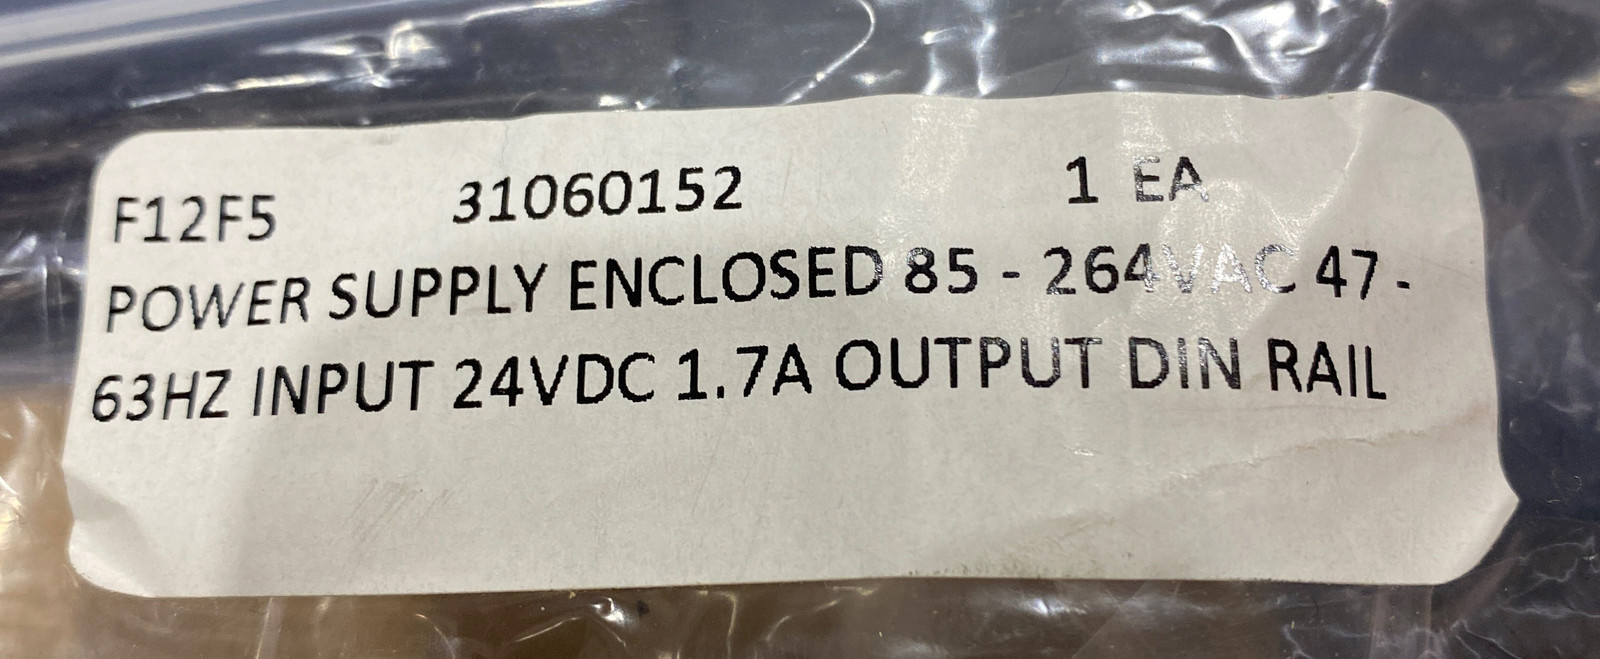 F12F5 31060152 1 EA
POWER SUPPLY ENCLOSED 85 - 264VAC 47 -
63HZ INPUT 24VDC 1.7A OUTPUT DIN RAIL